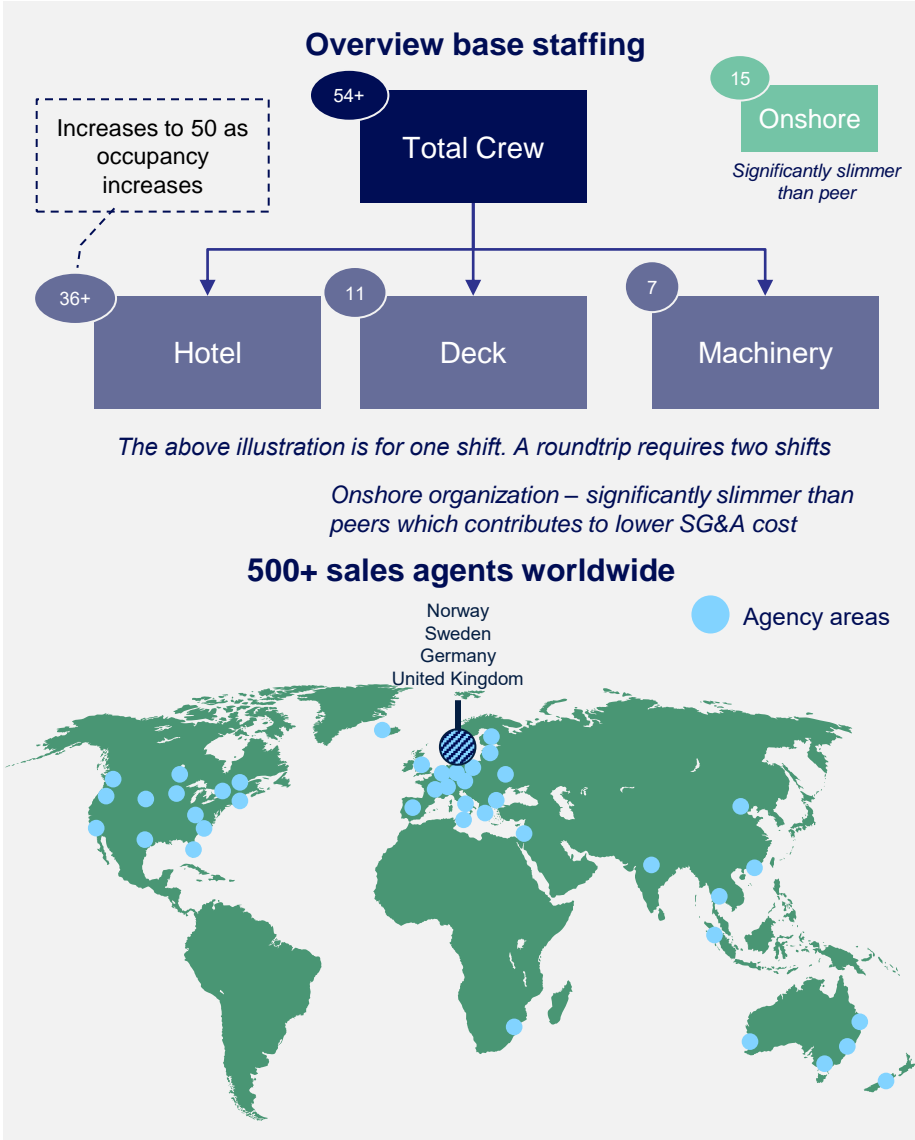 Overview base staffing
54+
Total Crew
15
Onshore
Significantly slimmer
than peer
Increases to 50 as
occupancy
increases
36+
Hotel
11
Deck
7
Machinery
The above illustration is for one shift. A roundtrip requires two shifts
Onshore organization – significantly slimmer than
peers which contributes to lower SG&A cost
500+ sales agents worldwide
Norway
Sweden
Germany
United Kingdom
Agency areas